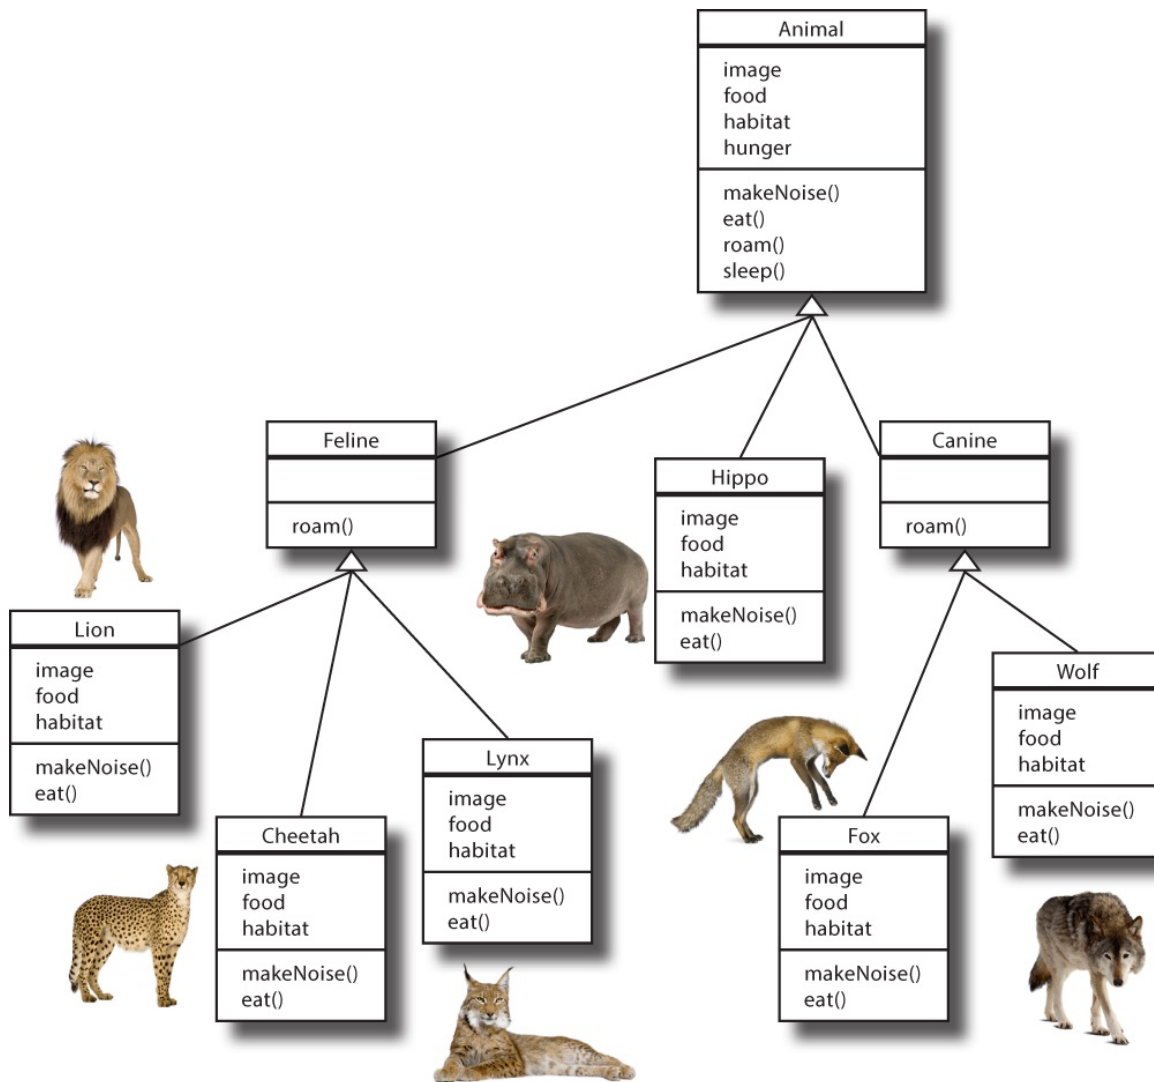 Animal
image
food
habitat
hunger
makeNoise()
eat()
roam()
sleep()
Feline
roam()
Hippo
image
food
habitat
makeNoise()
eat()
Canine
roam()
Lion
image
food
habitat
makeNoise()
eat()
Cheetah
image
food
habitat
makeNoise()
eat()
Lynx
image
food
habitat
makeNoise()
eat()
Fox
image
food
habitat
makeNoise()
eat()
Wolf
image
food
habitat
makeNoise()
eat()